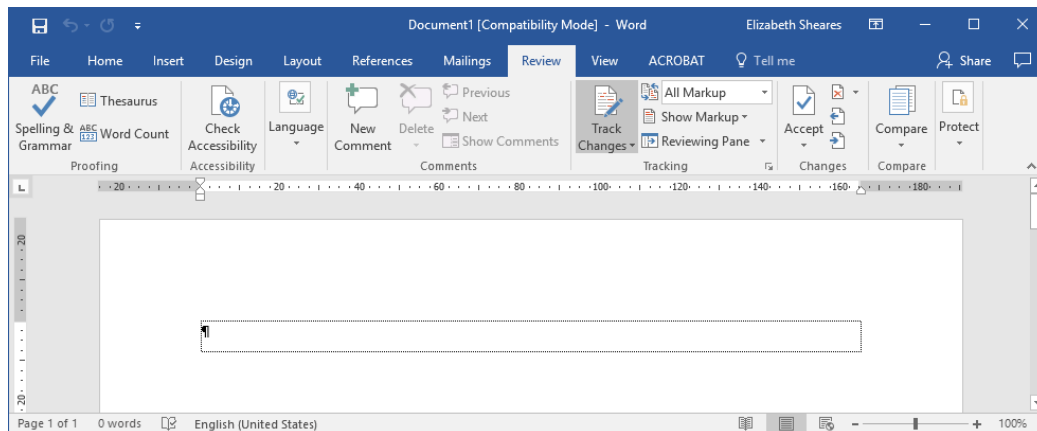 Document1 [Compatibility Mode] - Word Elizabeth Sheares
File Home Insert Design Layout References Mailings Review View ACROBAT Tell me Share
ABC
Spelling & Grammar
Thesaurus
ABC 123 Word Count
Proofing
Check Accessibility
Accessibility
Language
New Comment
Delete
Previous
Next
Show Comments
Comments
Track Changes
All Markup
Show Markup
Reviewing Pane
Tracking
Accept
Changes
Compare
Compare
Protect
L 20 20 40 60 80 100 120 140 160 180
20
¶
20
Page 1 of 1 0 words English (United States) 100%